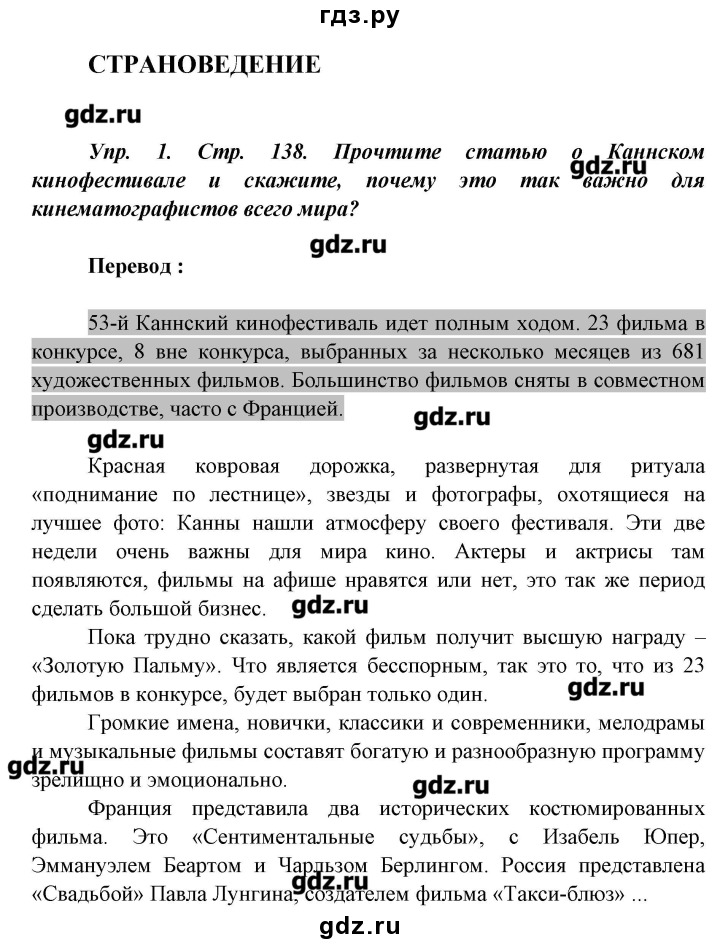 гдз.ру
СТРАНОВЕДЕНИЕ
gdz.ru
Упр. 1. Стр. 138. Прочтите статью о Каннском
gdz.ru
кинофестивале и скажите, почему это так важно для
кинематографистов всего мира?
gdz.ru
Перевод :
53-й Каннский кинофестиваль идет полным ходом. 23 фильма в
конкурсе, 8 вне конкурса, выбранных за несколько месяцев из 681
художественных фильмов. Большинство фильмов сняты в совместном
производстве, часто с Францией.
gdz.ru
gdz.ru
Красная ковровая дорожка, развернутая для ритуала
«поднимание по лестнице», звезды и фотографы, охотящиеся на
лучшее фото: Канны нашли атмосферу своего фестиваля. Эти две
недели очень важны для мира кино. Актеры и актрисы там
появляются, фильмы на афише нравятся или нет, это так же период
сделать большой бизнес.
gdz.ru
Пока трудно сказать, какой фильм получит высшую награду –
«Золотую Пальму». Что является бесспорным, так это то, что из 23
фильмов в конкурсе, будет выбран только один.
gdz.ru
Громкие имена, новички, классики и современники, мелодрамы
и музыкальные фильмы составят богатую и разнообразную программу
gdz.ru
зрелищно и эмоционально.
gdz.ru
Франция представила два исторических костюмированных
фильма. Это «Сентиментальные судьбы», с Изабель Юпер,
Эммануэлем Беартом и Чарльзом Берлингом. Россия представлена
gdz.ru
«Свадьбой» Павла Лунгина, создателем фильма «Такси-блюз» ...
gdz.ru